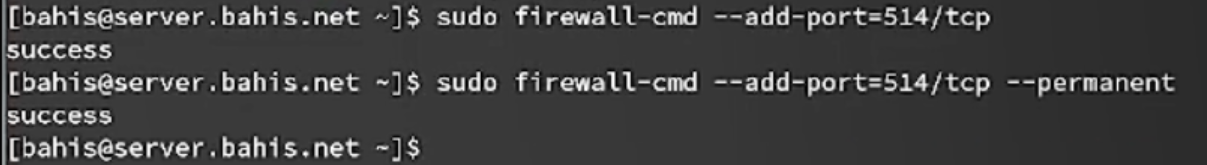 [bahis@server.bahis.net ~]$ sudo firewall-cmd --add-port=514/tcp
success
[bahis@server.bahis.net ~]$ sudo firewall-cmd --add-port=514/tcp --permanent
success
[bahis@server.bahis.net ~]$